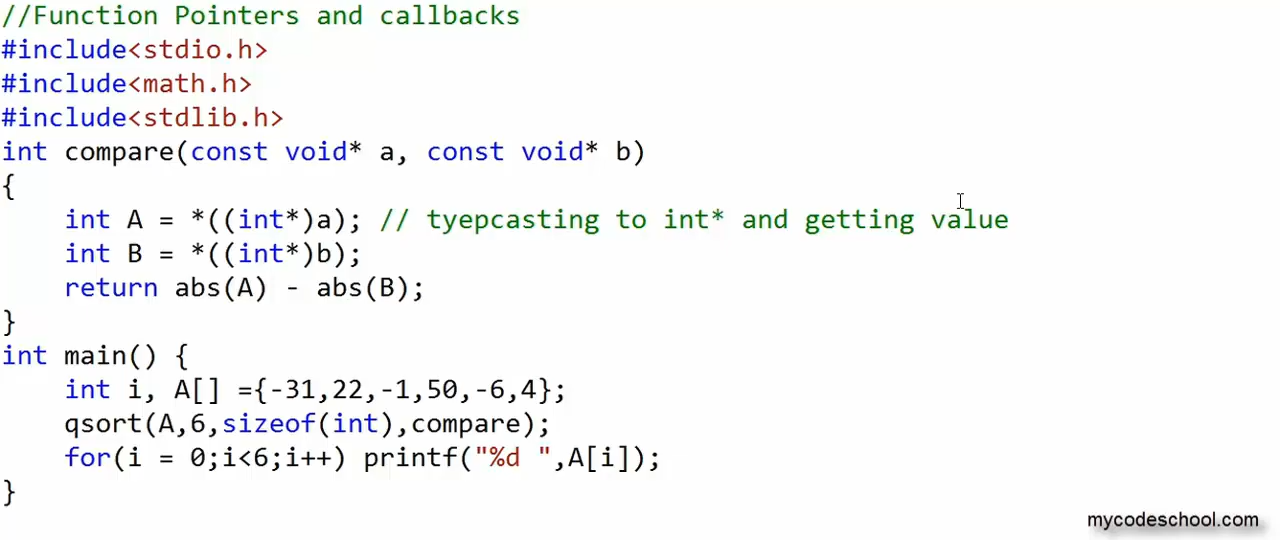 //Function Pointers and callbacks
#include<stdio.h>
#include<math.h>
#include<stdlib.h>
int compare(const void* a, const void* b)
{
    int A = *((int*)a); // tyepcasting to int* and getting value
    int B = *((int*)b);
    return abs(A) - abs(B);
}
int main() {
    int i, A[] ={-31,22,-1,50,-6,4};
    qsort(A,6,sizeof(int),compare);
    for(i = 0;i<6;i++) printf("%d ",A[i]);
}
mycodeschool.com